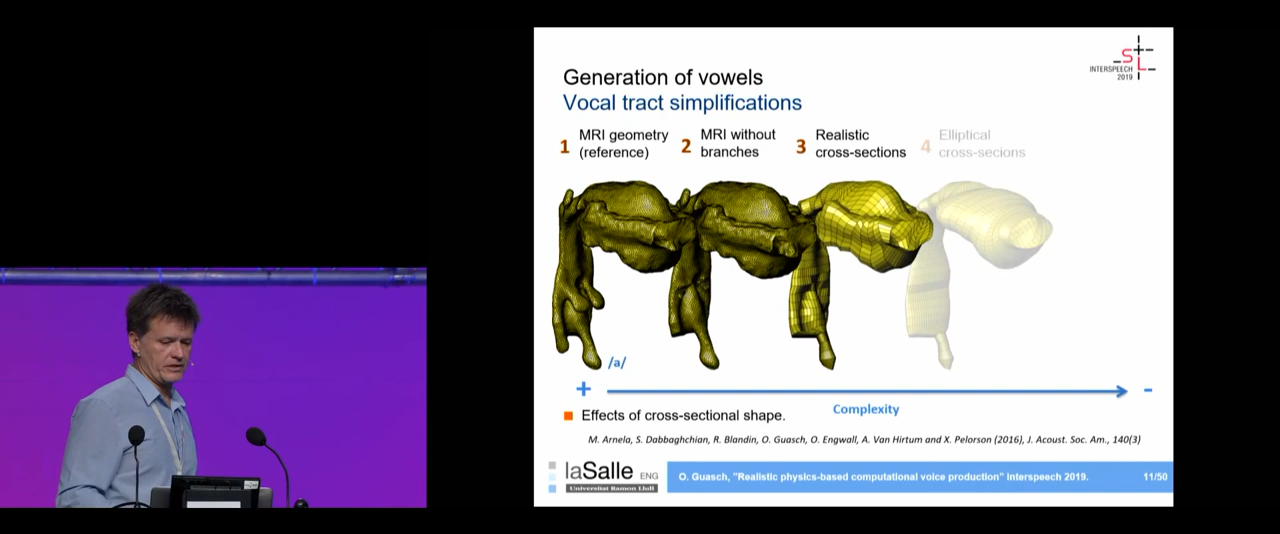 INTERSPEECH
2019
S
L
Generation of vowels
Vocal tract simplifications
1 MRI geometry
(reference)
2 MRI without
branches
3 Realistic
cross-sections
4 Elliptical
cross-secions
/a/
+
-
Complexity
Effects of cross-sectional shape.
M. Arnela, S. Dabbaghchian, R. Blandin, O. Guasch, O. Engwall, A. Van Hirtum and X. Pelorson (2016), J. Acoust. Soc. Am., 140(3)
laSalle ENG
Universitat Ramon Llull
O. Guasch, "Realistic physics-based computational voice production" Interspeech 2019.
11/50